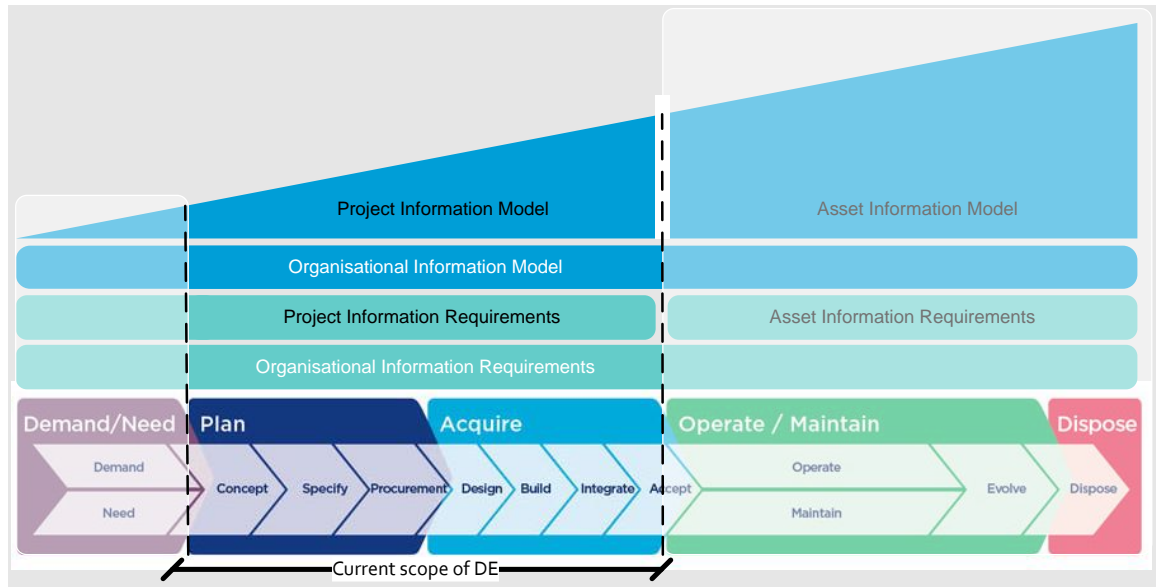 Project Information Model
Asset Information Model
Organisational Information Model
Project Information Requirements
Asset Information Requirements
Organisational Information Requirements
Demand/Need
Plan
Acquire
Operate / Maintain
Dispose
Demand
Need
Concept
Specify
Procurement
Design
Build
Integrate
Accept
Operate
Maintain
Evolve
Dispose
Current scope of DE